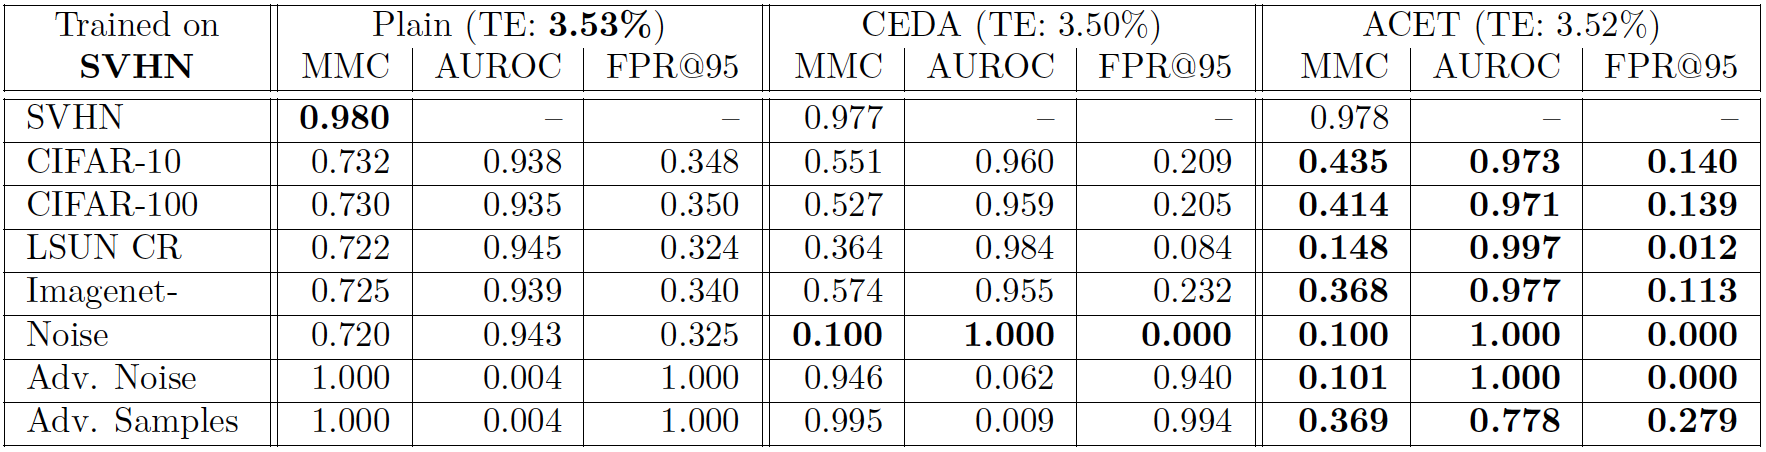 Trained on Plain (TE: 3.53%) CEDA (TE: 3.50%) ACET (TE: 3.52%)
SVHN MMC AUROC FPR@95 MMC AUROC FPR@95 MMC AUROC FPR@95
SVHN 0.980 – – 0.977 – – 0.978 – –
CIFAR-10 0.732 0.938 0.348 0.551 0.960 0.209 0.435 0.973 0.140
CIFAR-100 0.730 0.935 0.350 0.527 0.959 0.205 0.414 0.971 0.139
LSUN CR 0.722 0.945 0.324 0.364 0.984 0.084 0.148 0.997 0.012
Imagenet- 0.725 0.939 0.340 0.574 0.955 0.232 0.368 0.977 0.113
Noise 0.720 0.943 0.325 0.100 1.000 0.000 0.100 1.000 0.000
Adv. Noise 1.000 0.004 1.000 0.946 0.062 0.940 0.101 1.000 0.000
Adv. Samples 1.000 0.004 1.000 0.995 0.009 0.994 0.369 0.778 0.279